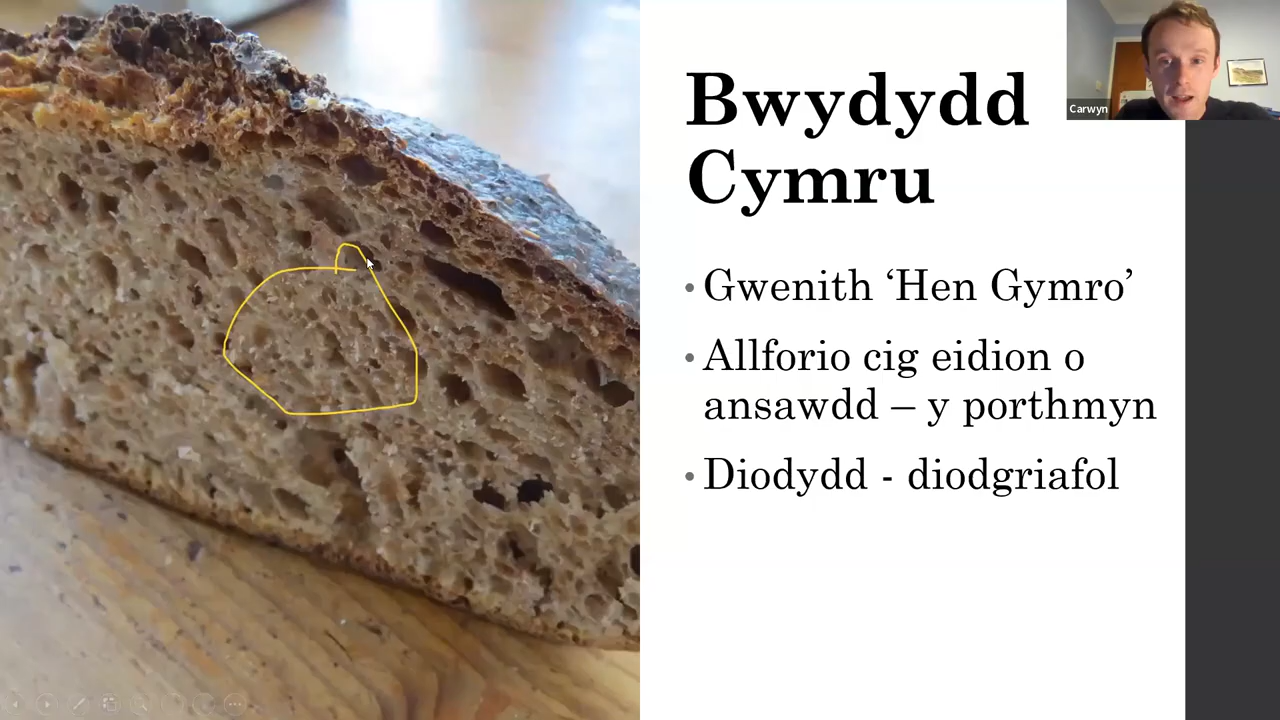 Bwydydd
Cymru
Carwyn
• Gwenith ‘Hen Gymro’
• Allforio cig eidion o
ansawdd – y porthmyn
• Diodydd - diodgriafol